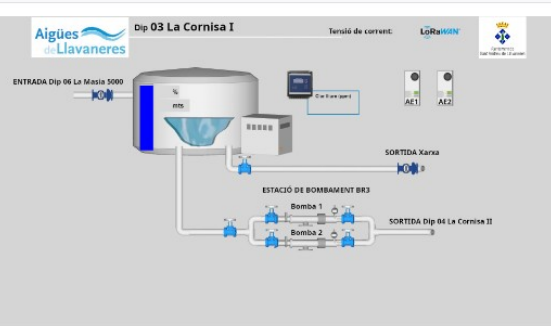 Aigües
de Llavaneres
Dip 03 La Cornisa I
Tensió de corrent:
LoRaWAN
ENTRADA Dip 06 La Masia 5000
%
mts
AE1
AE2
SORTIDA Xarxa
ESTACIÓ DE BOMBAMENT BR3
Bomba 1
SORTIDA Dip 04 La Cornisa II
Bomba 2